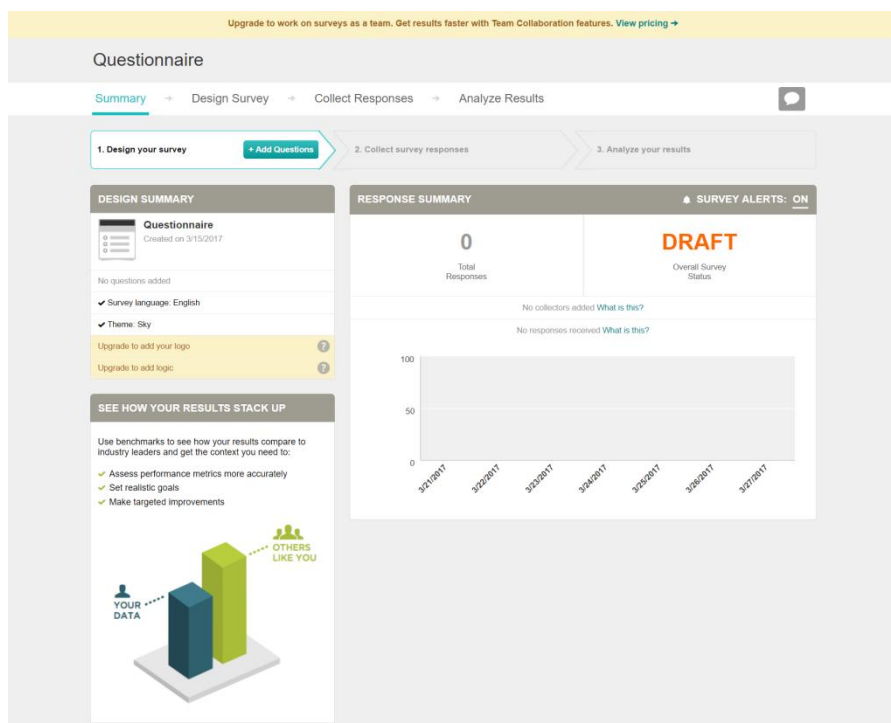 Upgrade to work on surveys as a team. Get results faster with Team Collaboration features. View pricing →
Questionnaire
Summary → Design Survey → Collect Responses → Analyze Results
1. Design your survey
+ Add Questions
2. Collect survey responses
3. Analyze your results
DESIGN SUMMARY
Questionnaire
Created on 3/15/2017
No questions added
✔ Survey language: English
✔ Theme: Sky
Upgrade to add your logo ?
Upgrade to add logic ?
SEE HOW YOUR RESULTS STACK UP
Use benchmarks to see how your results compare to
industry leaders and get the context you need to:
✔ Assess performance metrics more accurately
✔ Set realistic goals
✔ Make targeted improvements
OTHERS
LIKE YOU
YOUR
DATA
RESPONSE SUMMARY
SURVEY ALERTS: ON
0
Total
Responses
DRAFT
Overall Survey
Status
No collectors added What is this?
No responses received What is this?
100
50
0
3/21/2017
3/22/2017
3/23/2017
3/24/2017
3/25/2017
3/26/2017
3/27/2017